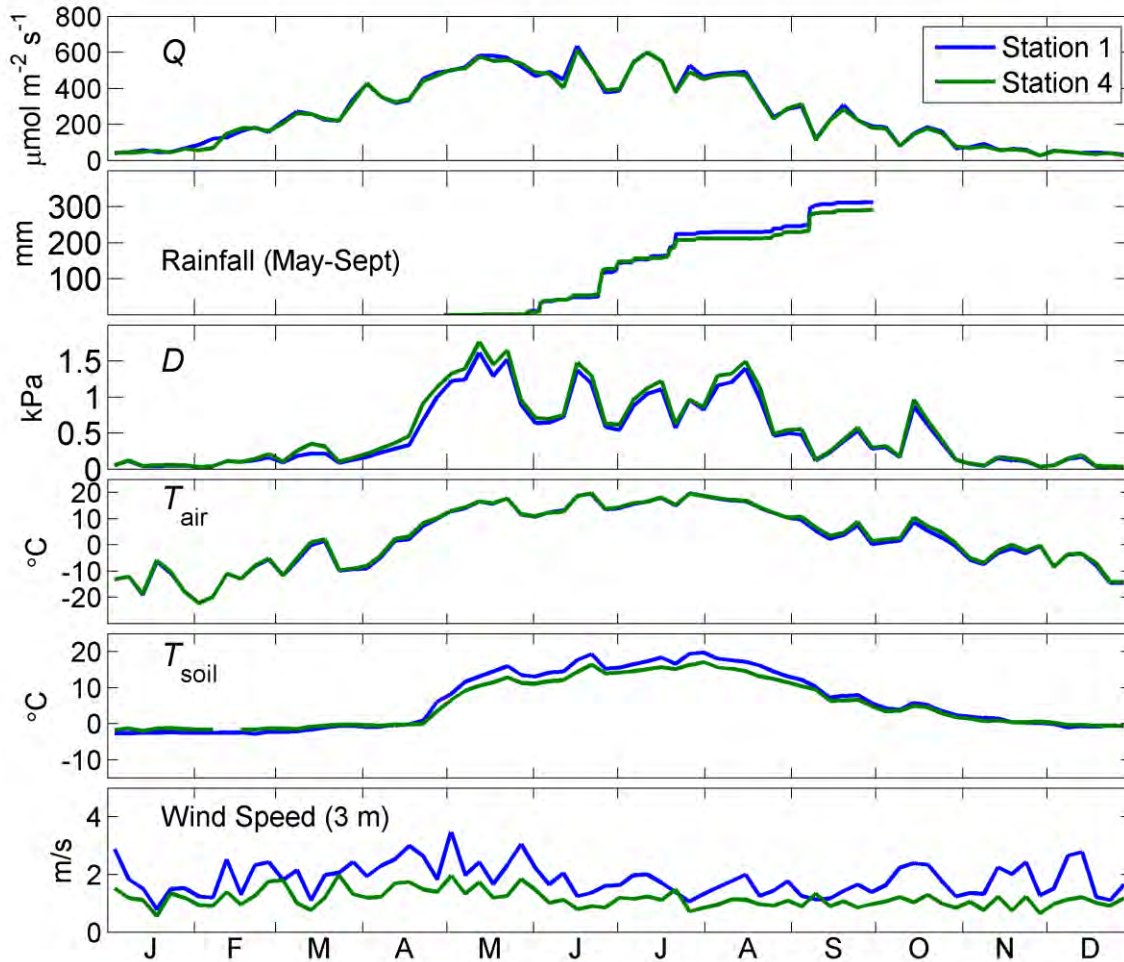 800
600
400
200
0
μmol m-2 s-1
Q
Station 1
Station 4
300
200
100
mm
Rainfall (May-Sept)
1.5
1
0.5
0
kPa
D
20
10
0
-10
-20
°C
Tair
20
10
0
-10
°C
Tsoil
4
2
0
m/s
Wind Speed (3 m)
J F M A M J J A S O N D